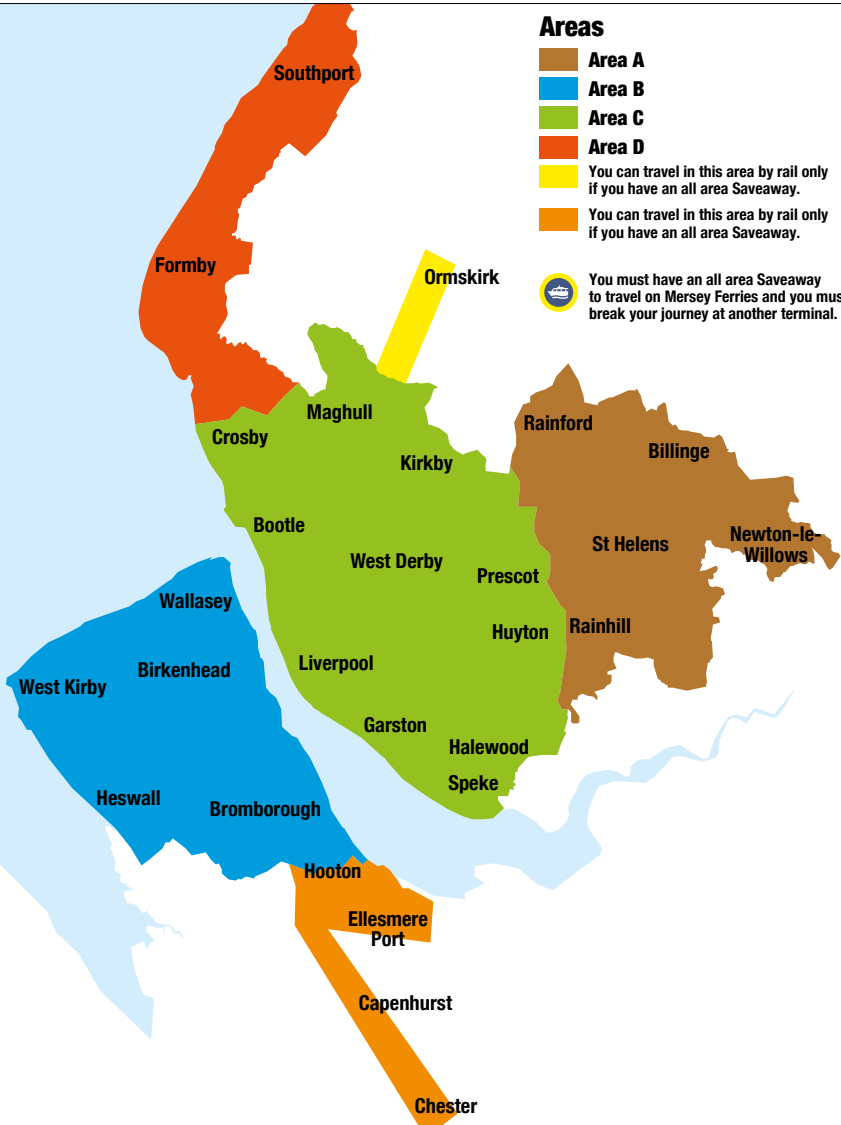 Areas
Area A
Area B
Area C
Area D
You can travel in this area by rail only
if you have an all area Saveaway.
You can travel in this area by rail only
if you have an all area Saveaway.
You must have an all area Saveaway
to travel on Mersey Ferries and you mus
break your journey at another terminal.
Southport
Formby
Ormskirk
Maghull
Crosby
Rainford
Billinge
Kirkby
Bootle
West Derby
St Helens
Newton-le-
Willows
Prescot
Wallasey
Huyton
Rainhill
Liverpool
Birkenhead
West Kirby
Garston
Halewood
Speke
Heswall
Bromborough
Hooton
Ellesmere
Port
Capenhurst
Chester